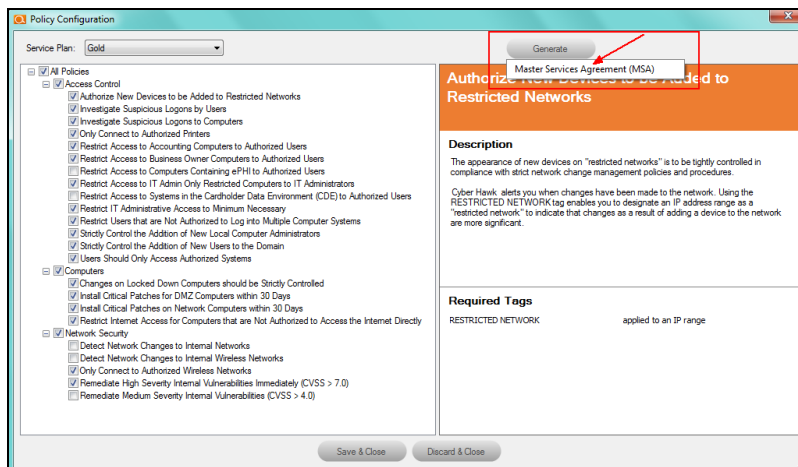 Policy Configuration
Service Plan: Gold
Generate
Master Services Agreement (MSA)
All Policies
Access Control
Authorize New Devices to be Added to Restricted Networks
Investigate Suspicious Logons by Users
Investigate Suspicious Logons to Computers
Only Connect to Authorized Printers
Restrict Access to Accounting Computers to Authorized Users
Restrict Access to Business Owner Computers to Authorized Users
Restrict Access to Computers Containing ePHI to Authorized Users
Restrict Access to IT Admin Only Restricted Computers to IT Administrators
Restrict Access to Systems in the Cardholder Data Environment (CDE) to Authorized Users
Restrict IT Administrative Access to Minimum Necessary
Restrict Users that are Not Authorized to Log into Multiple Computer Systems
Strictly Control the Addition of New Local Computer Administrators
Strictly Control the Addition of New Users to the Domain
Users Should Only Access Authorized Systems
Computers
Changes on Locked Down Computers should be Strictly Controlled
Install Critical Patches for DMZ Computers within 30 Days
Install Critical Patches on Network Computers within 30 Days
Restrict Internet Access for Computers that are Not Authorized to Access the Internet Directly
Network Security
Detect Network Changes to Internal Networks
Detect Network Changes to Internal Wireless Networks
Only Connect to Authorized Wireless Networks
Remediate High Severity Internal Vulnerabilities Immediately (CVSS > 7.0)
Remediate Medium Severity Internal Vulnerabilities (CVSS > 4.0)
Authorize New Devices to be Added to
Restricted Networks
Description
The appearance of new devices on "restricted networks" is to be tightly controlled in
compliance with strict network change management policies and procedures.
Cyber Hawk alerts you when changes have been made to the network. Using the
RESTRICTED NETWORK tag enables you to designate an IP address range as a
"restricted network" to indicate that changes as a result of adding a device to the network
are more significant.
Required Tags
RESTRICTED NETWORK applied to an IP range
Save & Close Discard & Close